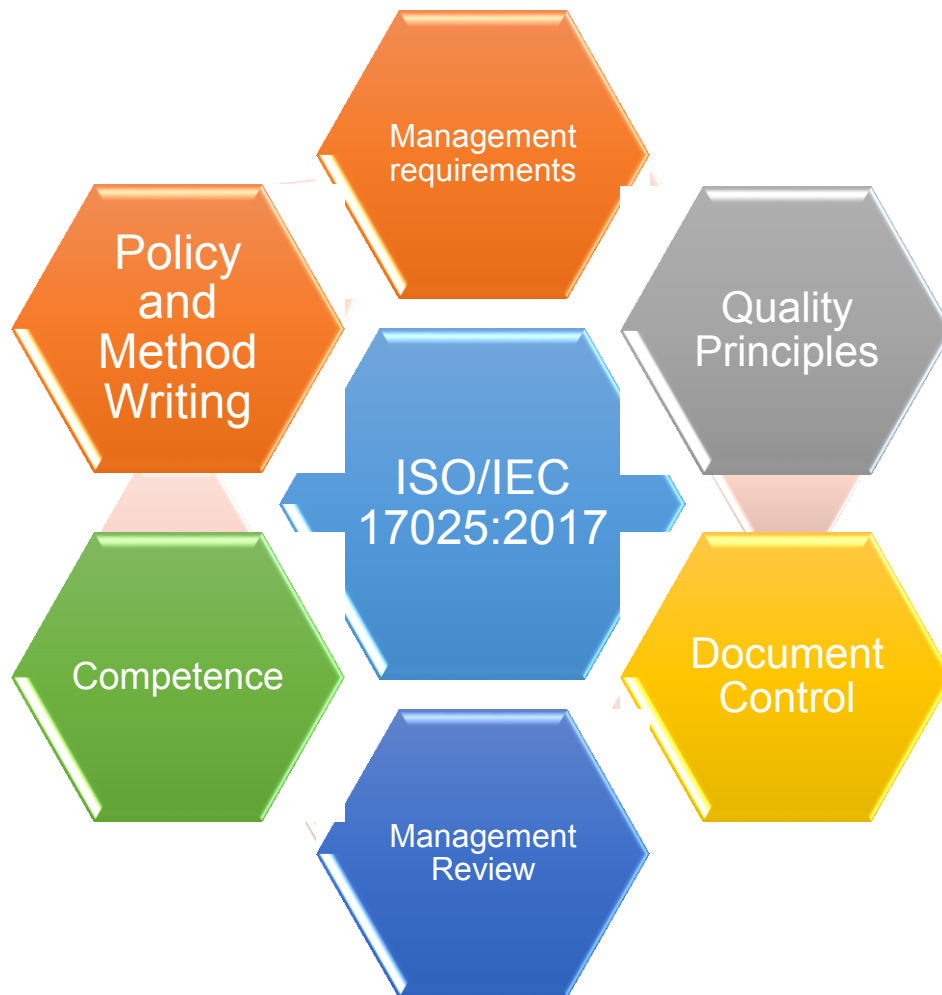 Management
requirements
Policy
and
Method
Writing
Quality
Principles
ISO/IEC
17025:2017
Competence
Document
Control
Management
Review